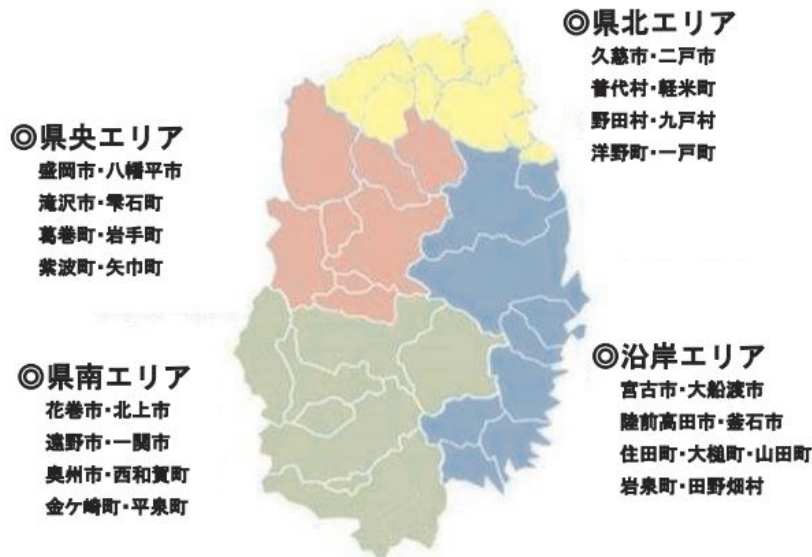 ◎県北エリア
久慈市・二戸市
普代村・軽米町
野田村・九戸村
洋野町・一戸町
◎県央エリア
盛岡市・八幡平市
滝沢市・雫石町
葛巻町・岩手町
紫波町・矢巾町
◎県南エリア
花巻市・北上市
遠野市・一関市
奥州市・西和賀町
金ケ崎町・平泉町
◎沿岸エリア
宮古市・大船渡市
陸前高田市・釜石市
住田町・大槌町・山田町
岩泉町・田野畑村